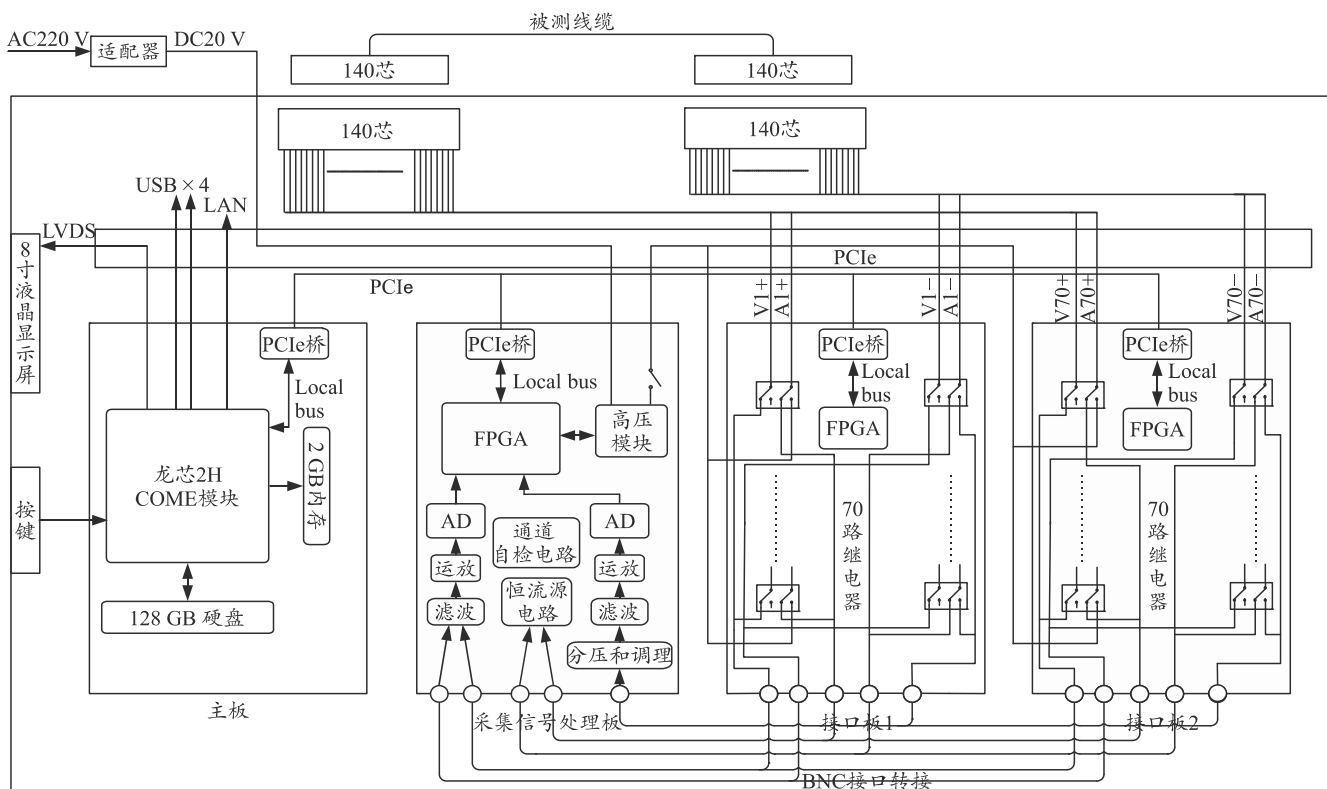 被测线缆
AC220 V
适配器
DC20 V
140芯
140芯
140芯
140芯
USB × 4
LAN
LVDS
8寸液晶显示屏
PCIe
PCIe
V1+
A1+
V1−
A1−
V70+
A70+
V70−
A70−
PCIe桥
Local
bus
龙芯2H
COME模块
2 GB内存
128 GB 硬盘
按键
主板
PCIe桥
Local bus
FPGA
高压
模块
AD
运放
滤波
通道
自检电路
恒流源
电路
AD
运放
滤波
分压和调理
采集信号处理板
PCIe桥
Local
bus
FPGA
70路继电器
接口板1
PCIe桥
Local
bus
FPGA
70路继电器
接口板2
BNC接口转接